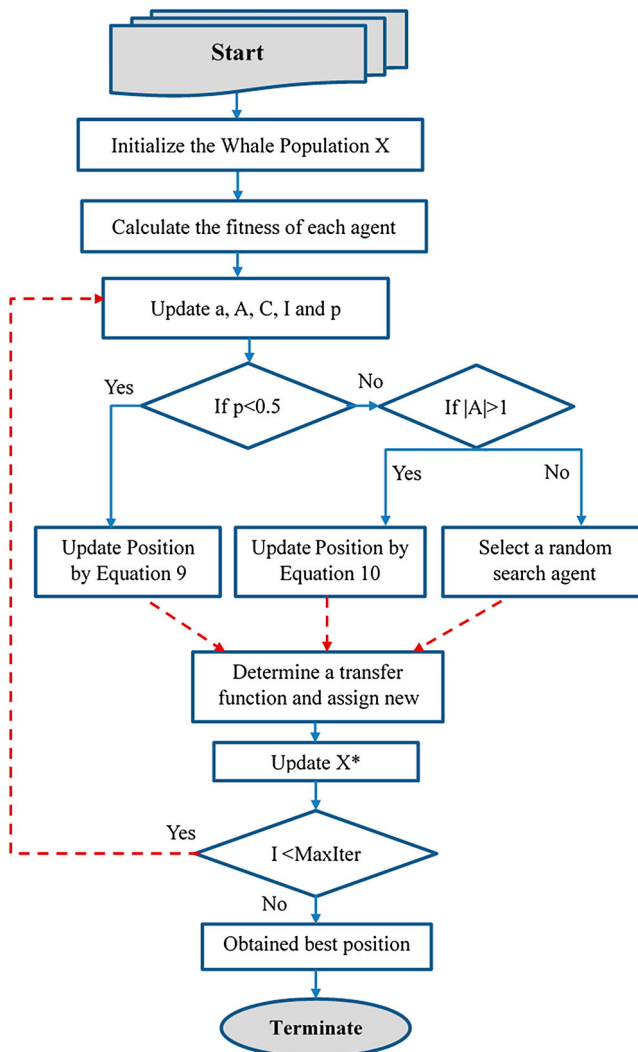 Start
Initialize the Whale Population X
Calculate the fitness of each agent
Update a, A, C, I and p
Yes
If p<0.5
No
If |A|>1
Yes
No
Update Position
by Equation 9
Update Position by
Equation 10
Select a random
search agent
Determine a transfer
function and assign new
Update X*
Yes
I <MaxIter
No
Obtained best position
Terminate